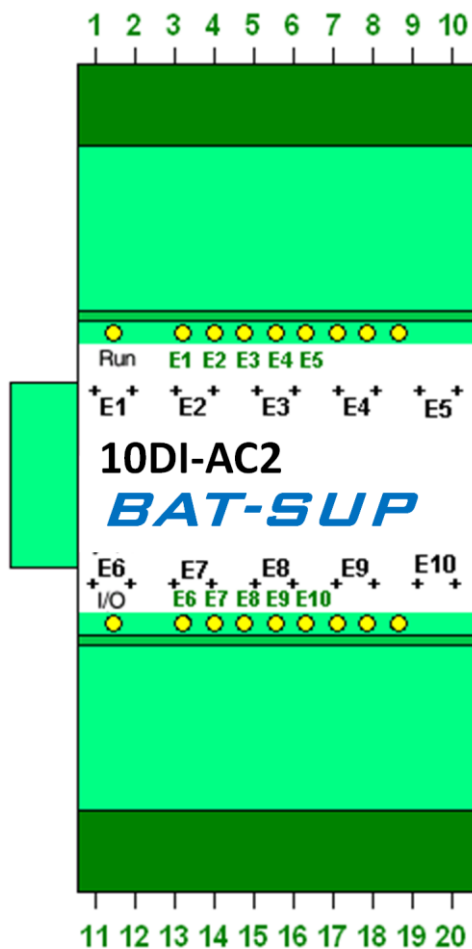 1 2 3 4 5 6 7 8 9 10
Run E1 E2 E3 E4 E5
+ + + + + + + + + +
E1 E2 E3 E4 E5
10DI-AC2
BAT-SUP
E6 E7 E8 E9 E10
+ + + + + + + + + +
I/O E6 E7 E8 E9 E10
11 12 13 14 15 16 17 18 19 20